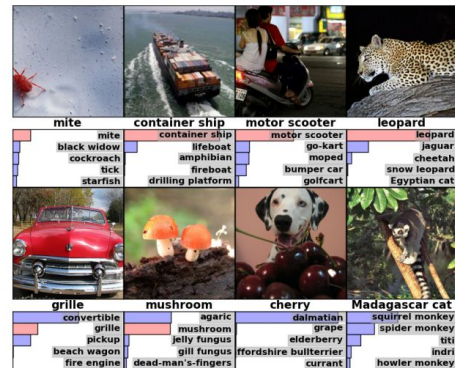 mite
container ship
motor scooter
leopard
mite
black widow
cockroach
tick
starfish
container ship
lifeboat
amphibian
fireboat
drilling platform
motor scooter
go-kart
moped
bumper car
golfcart
leopard
jaguar
cheetah
snow leopard
Egyptian cat
grille
mushroom
cherry
Madagascar cat
convertible
grille
pickup
beach wagon
fire engine
agaric
mushroom
jelly fungus
gill fungus
dead-man's-fingers
dalmatian
grape
elderberry
ffordshire bullterrier
currant
squirrel monkey
spider monkey
titi
indri
howler monkey